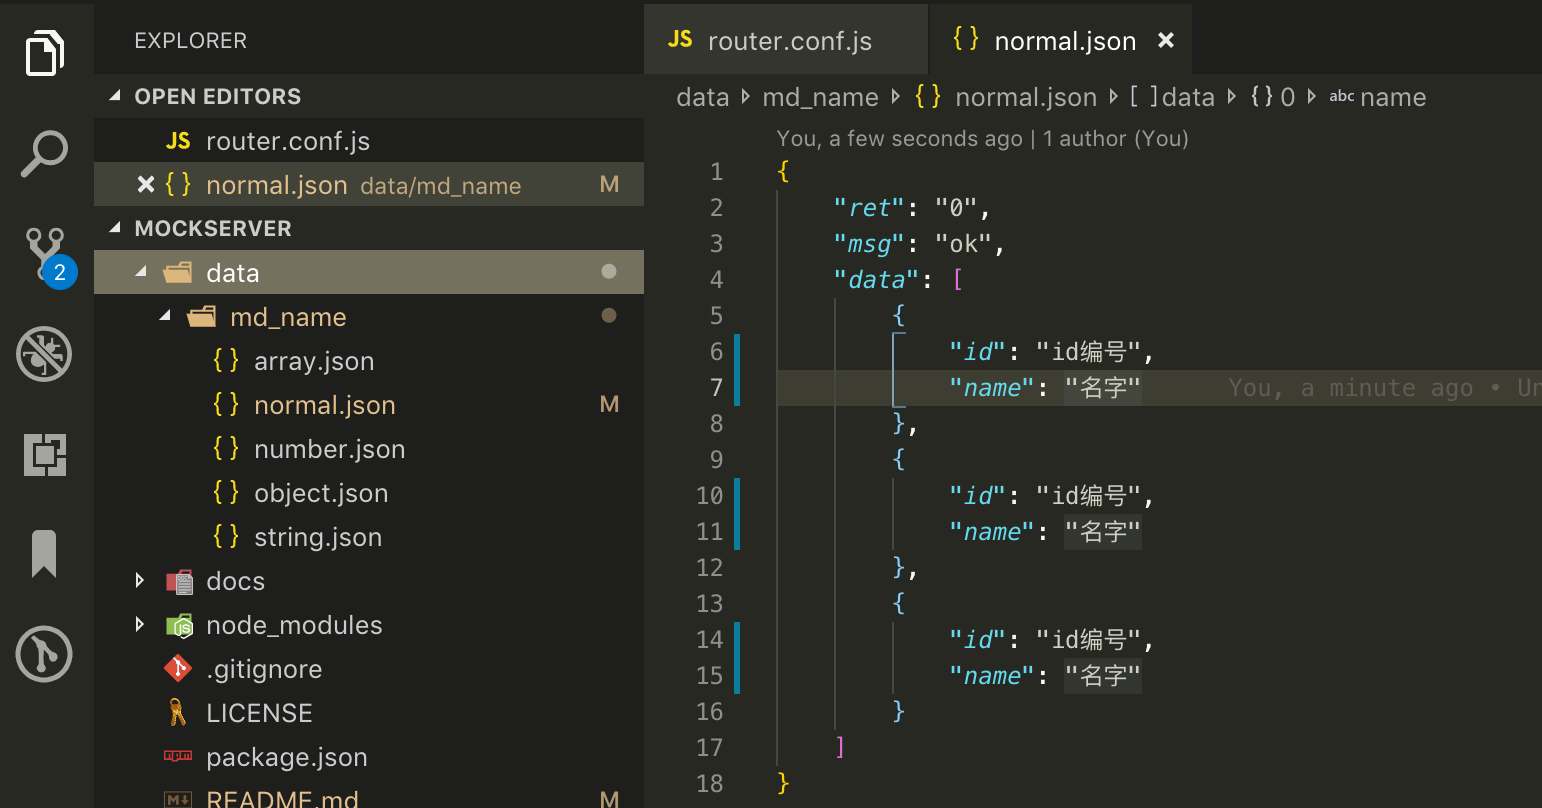 EXPLORER
OPEN EDITORS
JS router.conf.js
{ } normal.json data/md_name M
MOCKSERVER
2
data
md_name
{ } array.json
{ } normal.json M
{ } number.json
{ } object.json
{ } string.json
docs
node_modules
.gitignore
LICENSE
package.json
README.md M
JS router.conf.js
{ } normal.json
data md_name { } normal.json [ ] data { } 0 abc name
You, a few seconds ago | 1 author (You)
1 {
2 "ret": "0",
3 "msg": "ok",
4 "data": [
5 {
6 "id": "id编号",
7 "name": "名字" You, a minute ago • Un
8 },
9 {
10 "id": "id编号",
11 "name": "名字"
12 },
13 {
14 "id": "id编号",
15 "name": "名字"
16 }
17 ]
18 }